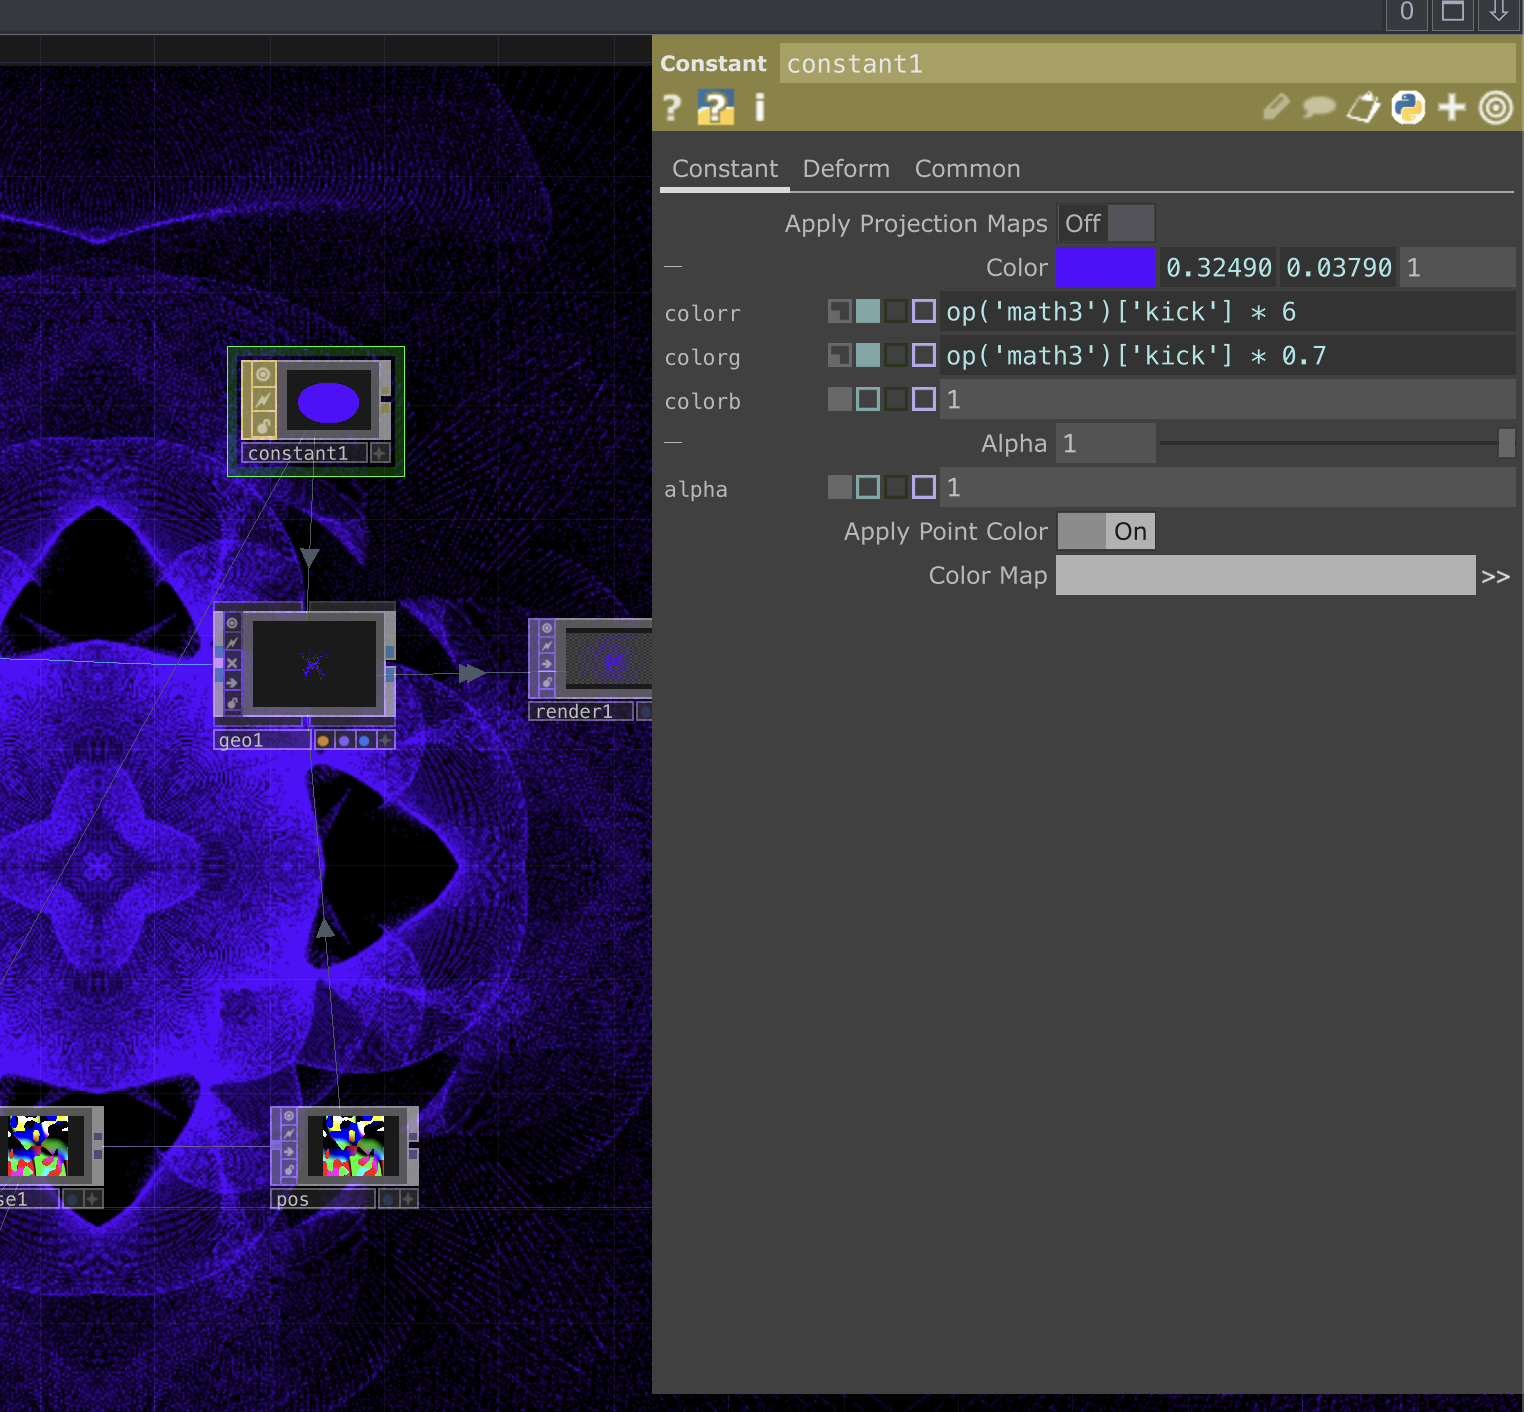 0
Constant constant1
? ? i
Constant Deform Common
Apply Projection Maps Off
Color 0.32490 0.03790 1
colorr op('math3')['kick'] * 6
colorg op('math3')['kick'] * 0.7
colorb 1
Alpha 1
alpha 1
Apply Point Color On
Color Map >>
constant1
geo1
render1
se1
pos